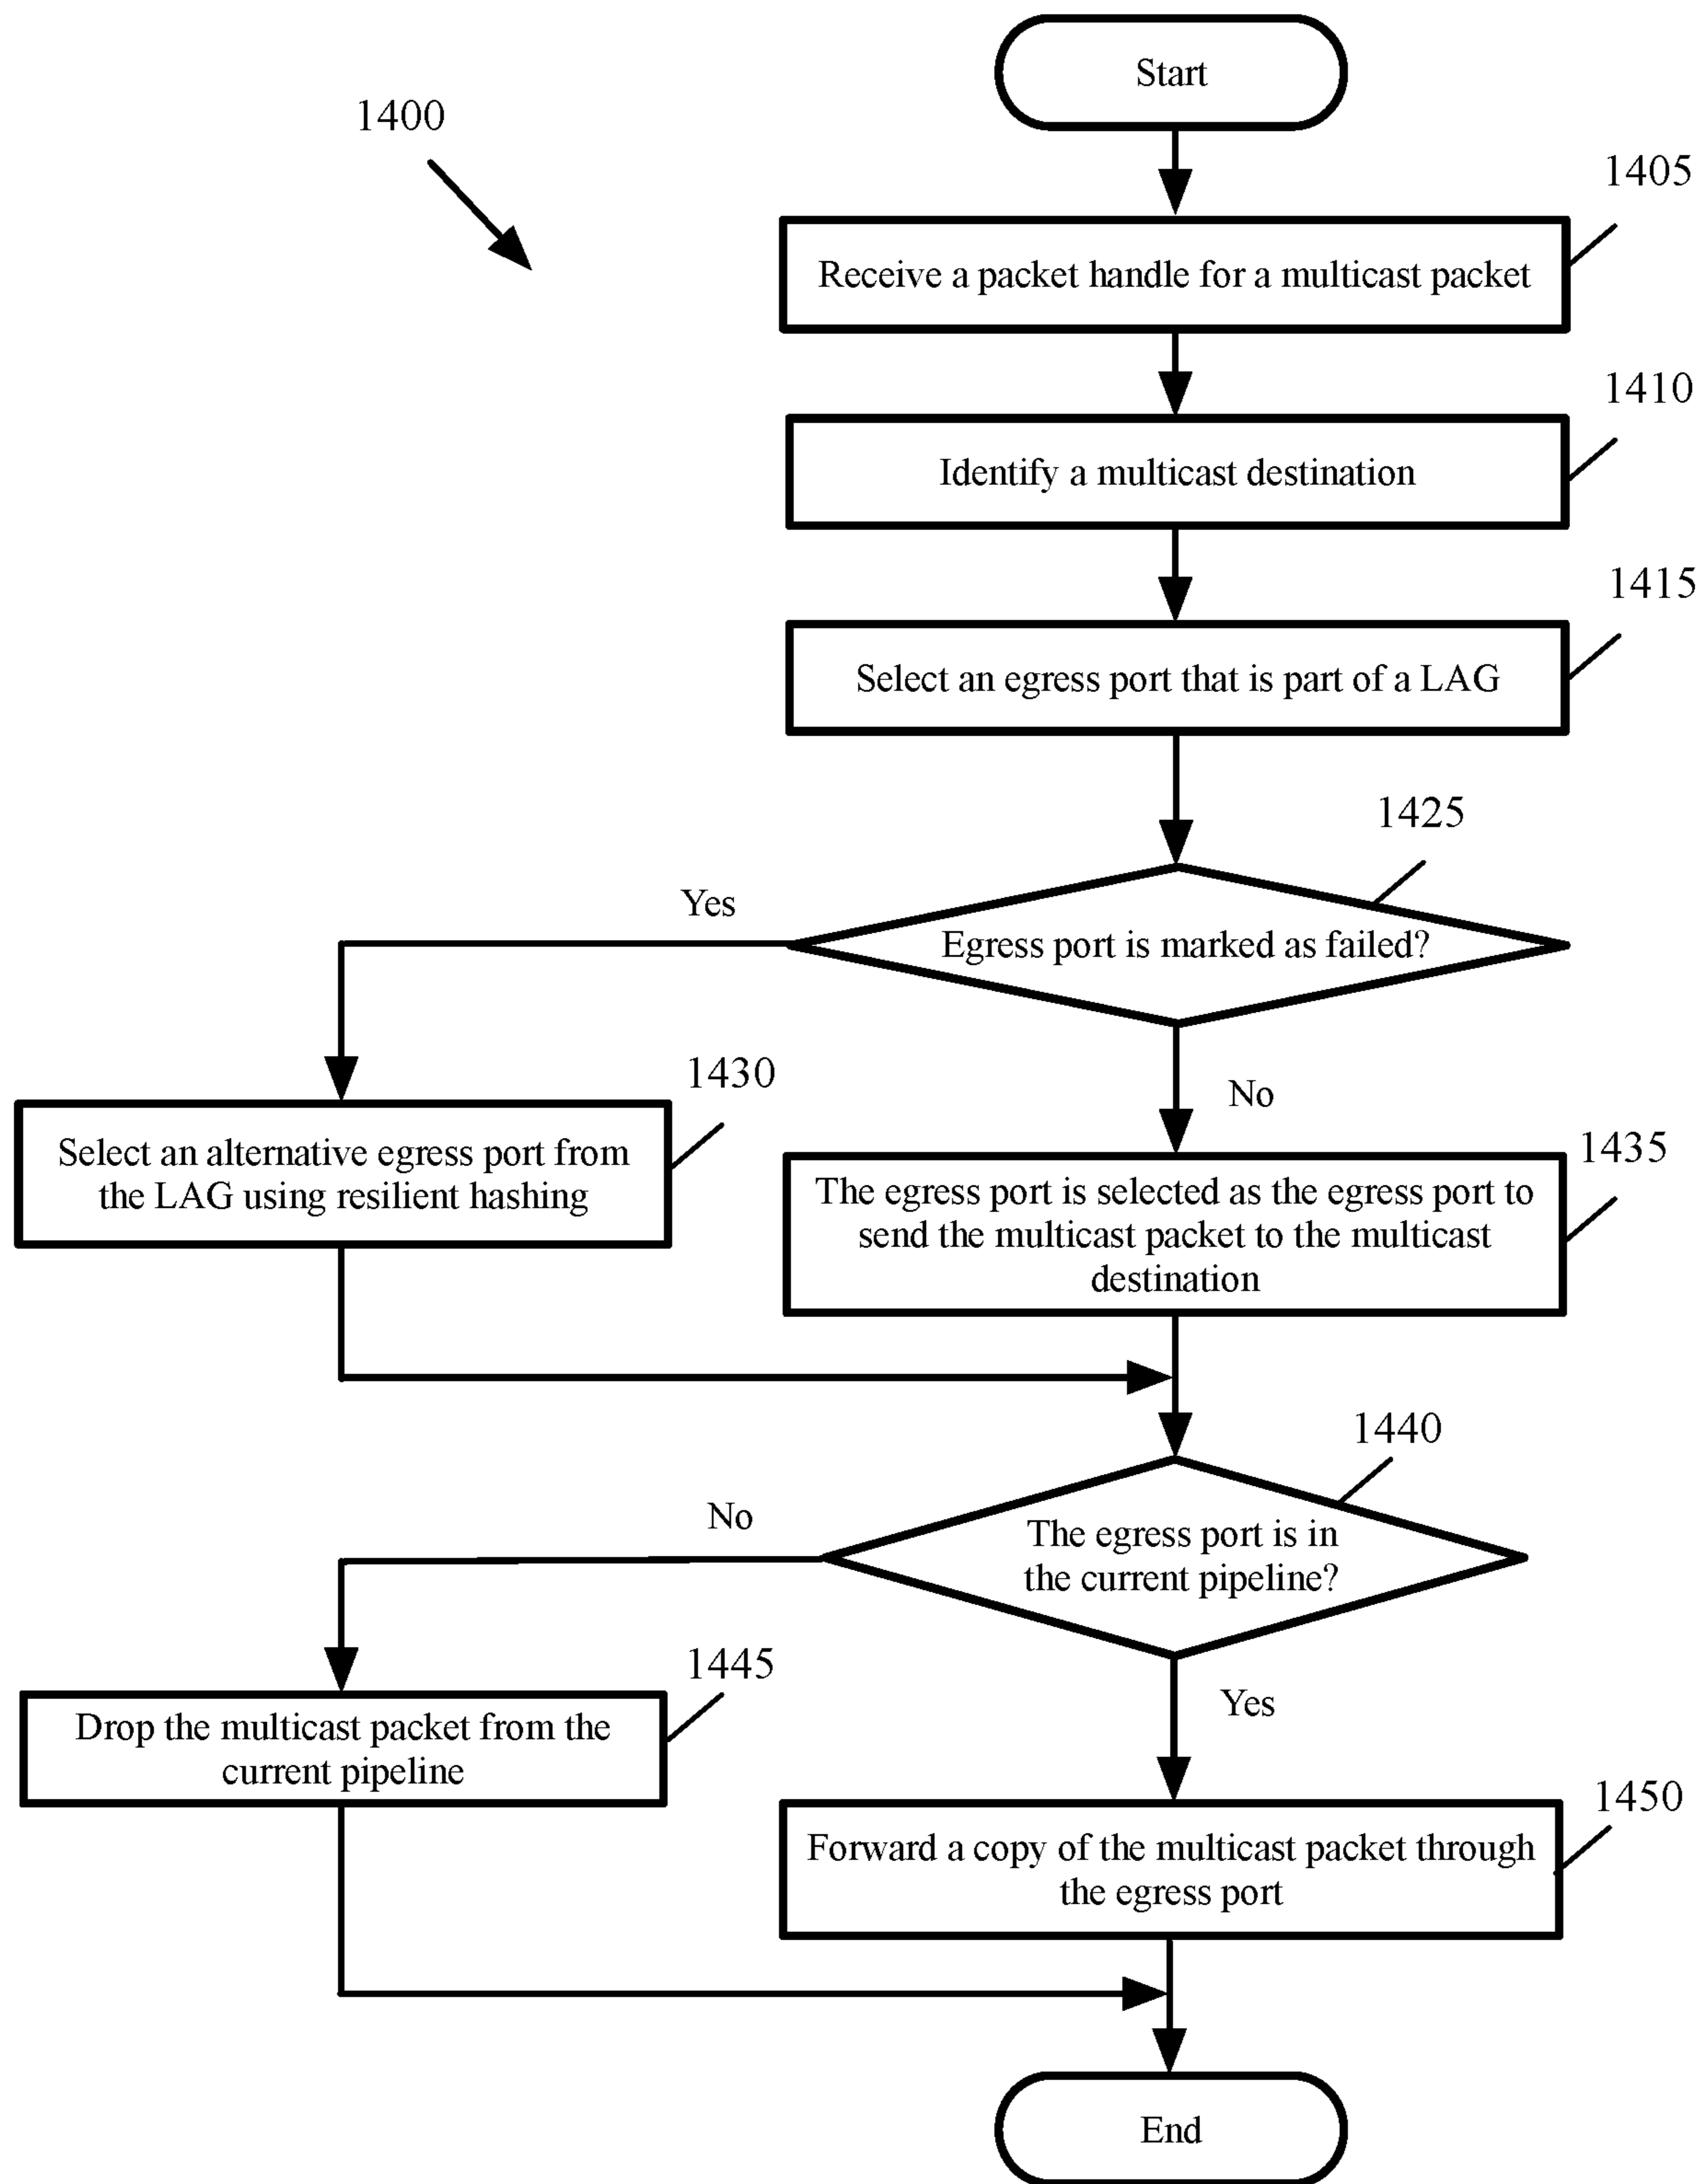 Start
1400
1405
Receive a packet handle for a multicast packet
1410
Identify a multicast destination
1415
Select an egress port that is part of a LAG
1425
Yes
Egress port is marked as failed?
1430
No
Select an alternative egress port from
the LAG using resilient hashing
1435
The egress port is selected as the egress port to
send the multicast packet to the multicast
destination
1440
No
The egress port is in
the current pipeline?
1445
Yes
Drop the multicast packet from the
current pipeline
1450
Forward a copy of the multicast packet through
the egress port
End